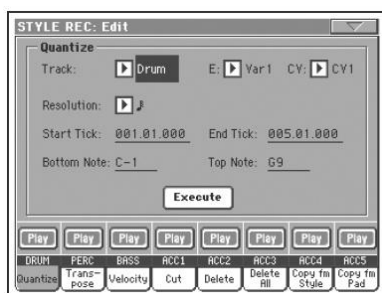 STYLE REC: Edit
Quantize
Track: Drum E: Var1 CV: CV1
Resolution: ♪
Start Tick: 001.01.000 End Tick: 005.01.000
Bottom Note: C-1 Top Note: G9
Execute
Play Play Play Play Play Play Play Play
DRUM PERC BASS ACC1 ACC2 ACC3 ACC4 ACC5
Quantize Trans-pose Velocity Cut Delete Delete All Copy fm Style Copy fm Pad